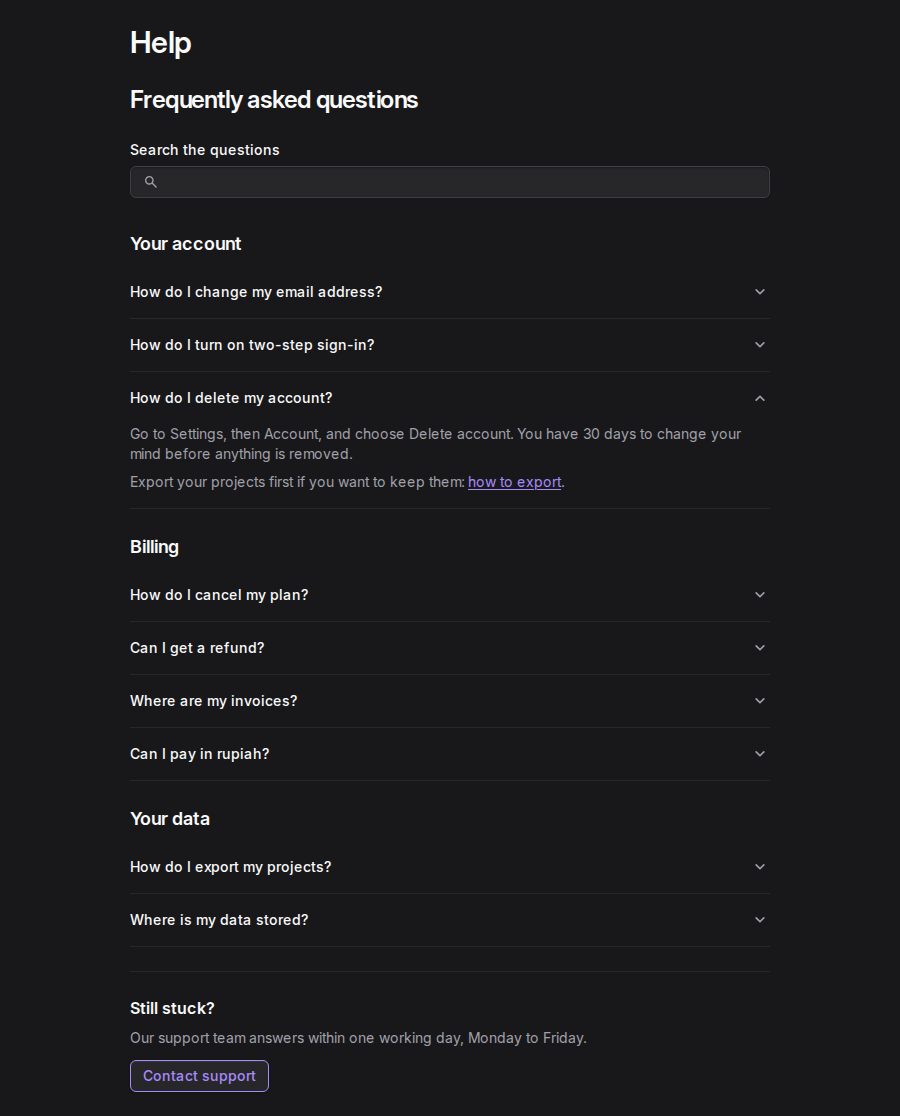 Help
Frequently asked questions
Search the questions
Your account
How do I change my email address?
How do I turn on two-step sign-in?
How do I delete my account?
Go to Settings, then Account, and choose Delete account. You have 30 days to change your
mind before anything is removed.
Export your projects first if you want to keep them: how to export.
Billing
How do I cancel my plan?
Can I get a refund?
Where are my invoices?
Can I pay in rupiah?
Your data
How do I export my projects?
Where is my data stored?
Still stuck?
Our support team answers within one working day, Monday to Friday.
Contact support